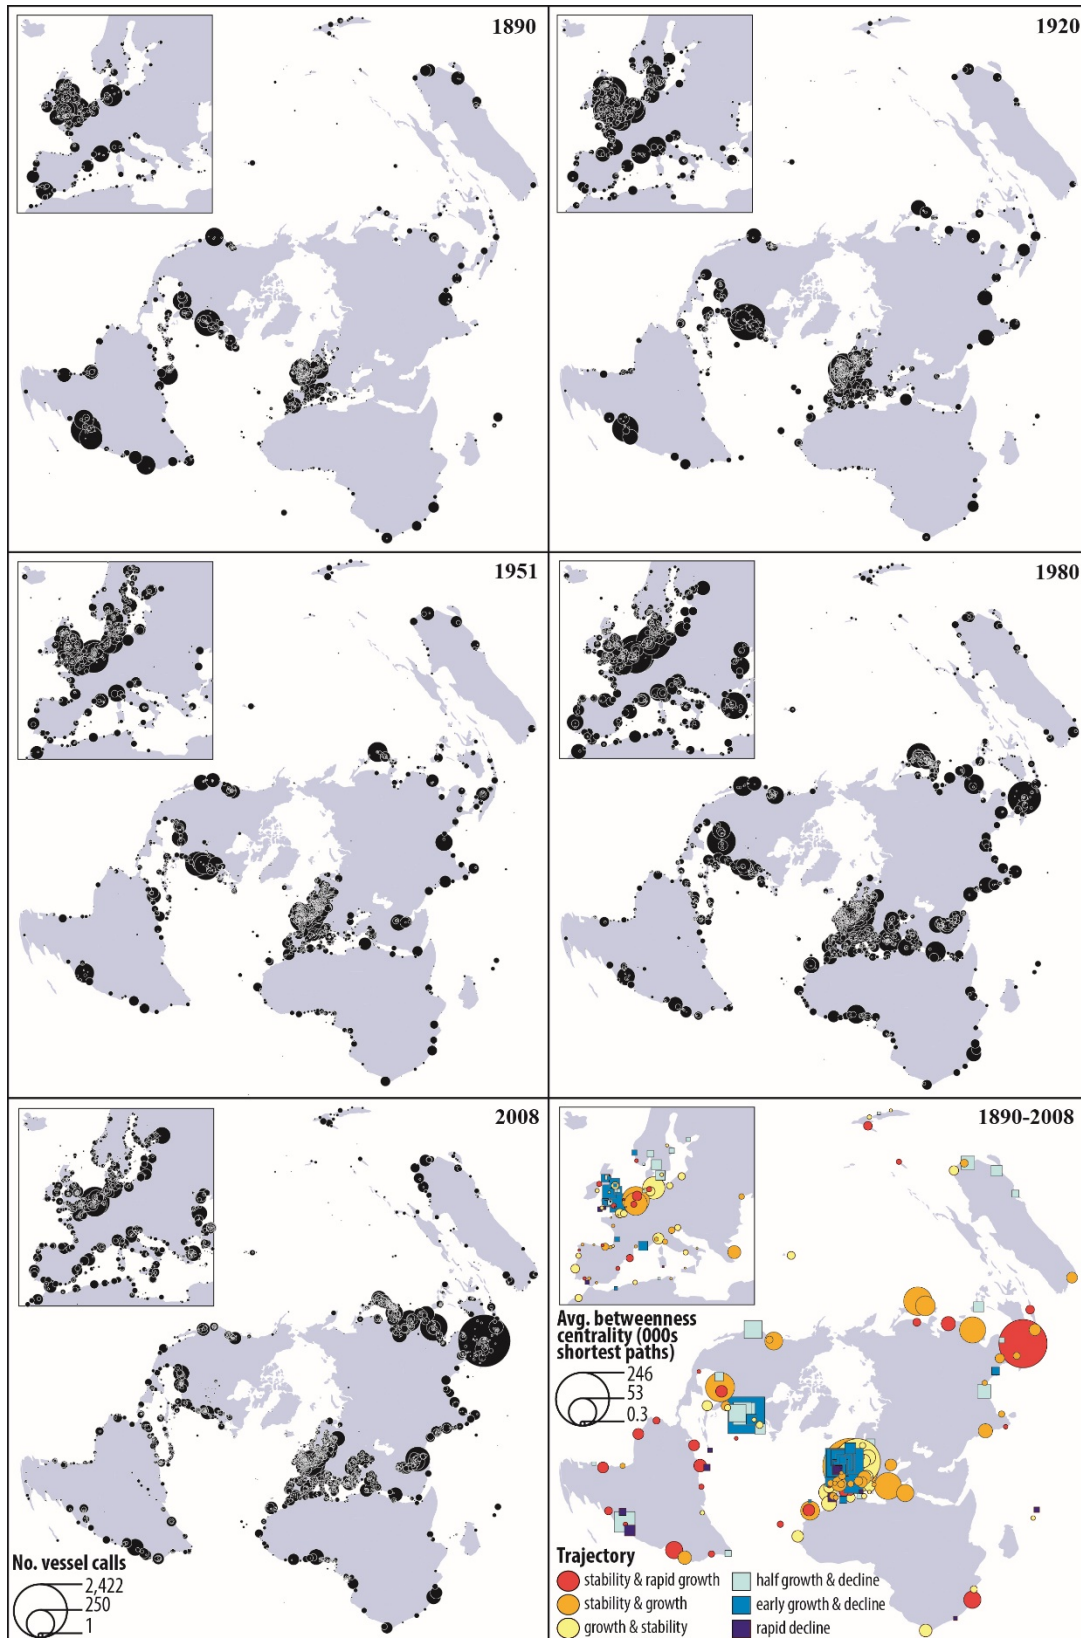 1890
1920
1951
1980
2008
1890-2008
No. vessel calls
2,422
250
1
Avg. betweenness
centrality (000s
shortest paths)
246
53
0.3
Trajectory
stability & rapid growth
stability & growth
growth & stability
half growth & decline
early growth & decline
rapid decline